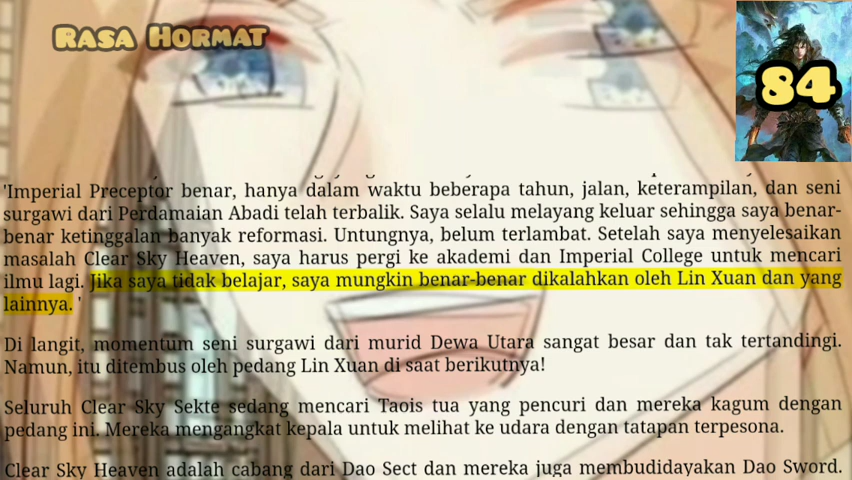 Rasa Hormat
84
'Imperial Preceptor benar, hanya dalam waktu beberapa tahun, jalan, keterampilan, dan seni
surgawi dari Perdamaian Abadi telah terbalik. Saya selalu melayang keluar sehingga saya benar-
benar ketinggalan banyak reformasi. Untungnya, belum terlambat. Setelah saya menyelesaikan
masalah Clear Sky Heaven, saya harus pergi ke akademi dan Imperial College untuk mencari
ilmu lagi. Jika saya tidak belajar, saya mungkin benar-benar dikalahkan oleh Lin Xuan dan yang
lainnya. '
Di langit, momentum seni surgawi dari murid Dewa Utara sangat besar dan tak tertandingi.
Namun, itu ditembus oleh pedang Lin Xuan di saat berikutnya!
Seluruh Clear Sky Sekte sedang mencari Taois tua yang pencuri dan mereka kagum dengan
pedang ini. Mereka mengangkat kepala untuk melihat ke udara dengan tatapan terpesona.
Clear Sky Heaven adalah cabang dari Dao Sect dan mereka juga membudidayakan Dao Sword.